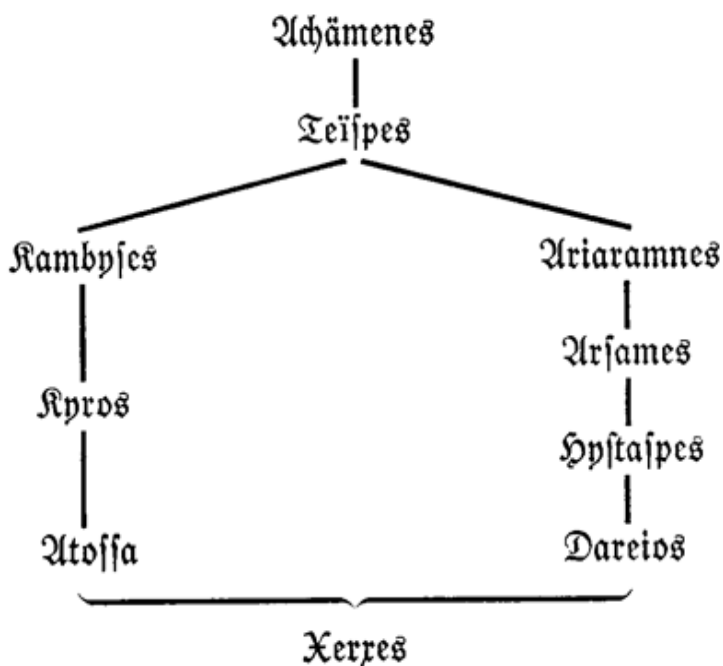 Achämenes
Teïſpes
Kambyſes Ariaramnes
Arſames
Kyros
Hyſtaſpes
Atoſſa Dareios
Xerxes